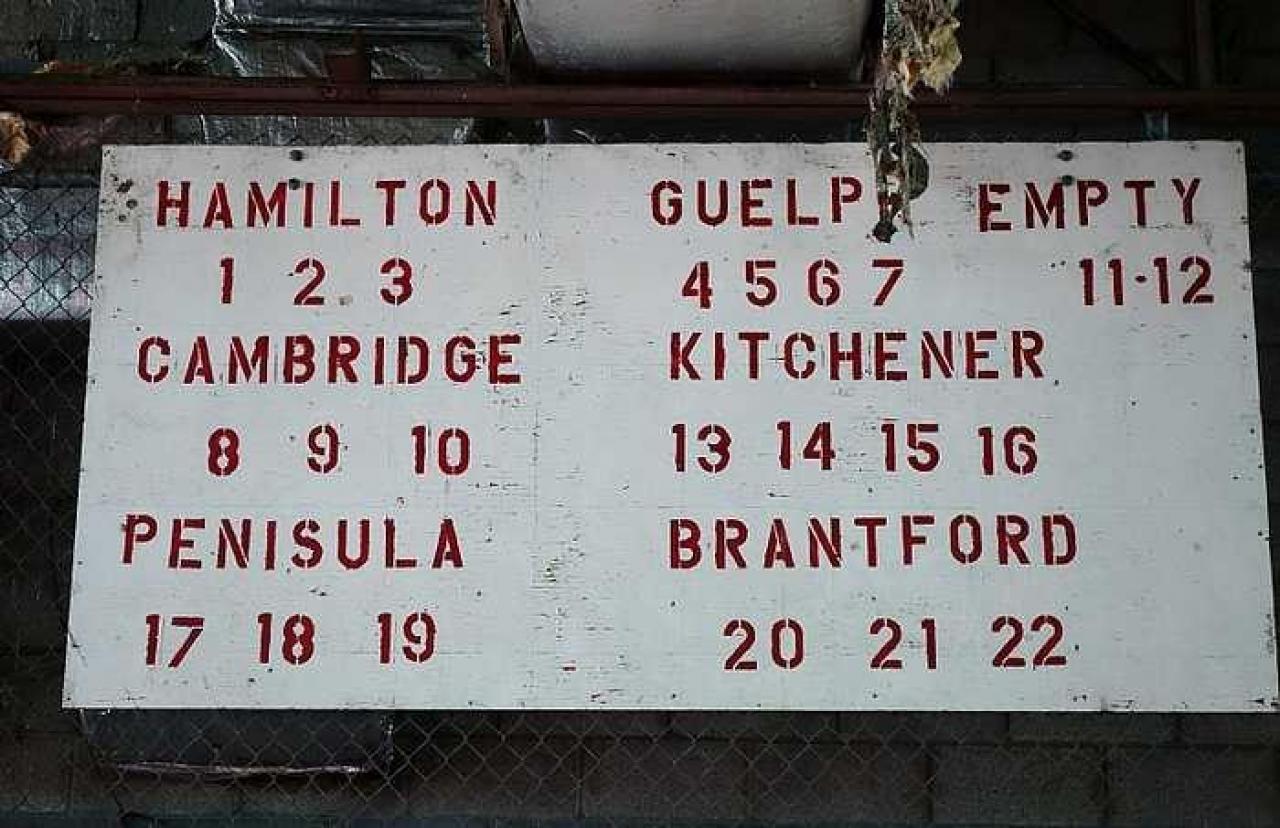 HAMILTON GUELP EMPTY
1 2 3 4 5 6 7 11-12
CAMBRIDGE KITCHENER
8 9 10 13 14 15 16
PENISULA BRANTFORD
17 18 19 20 21 22